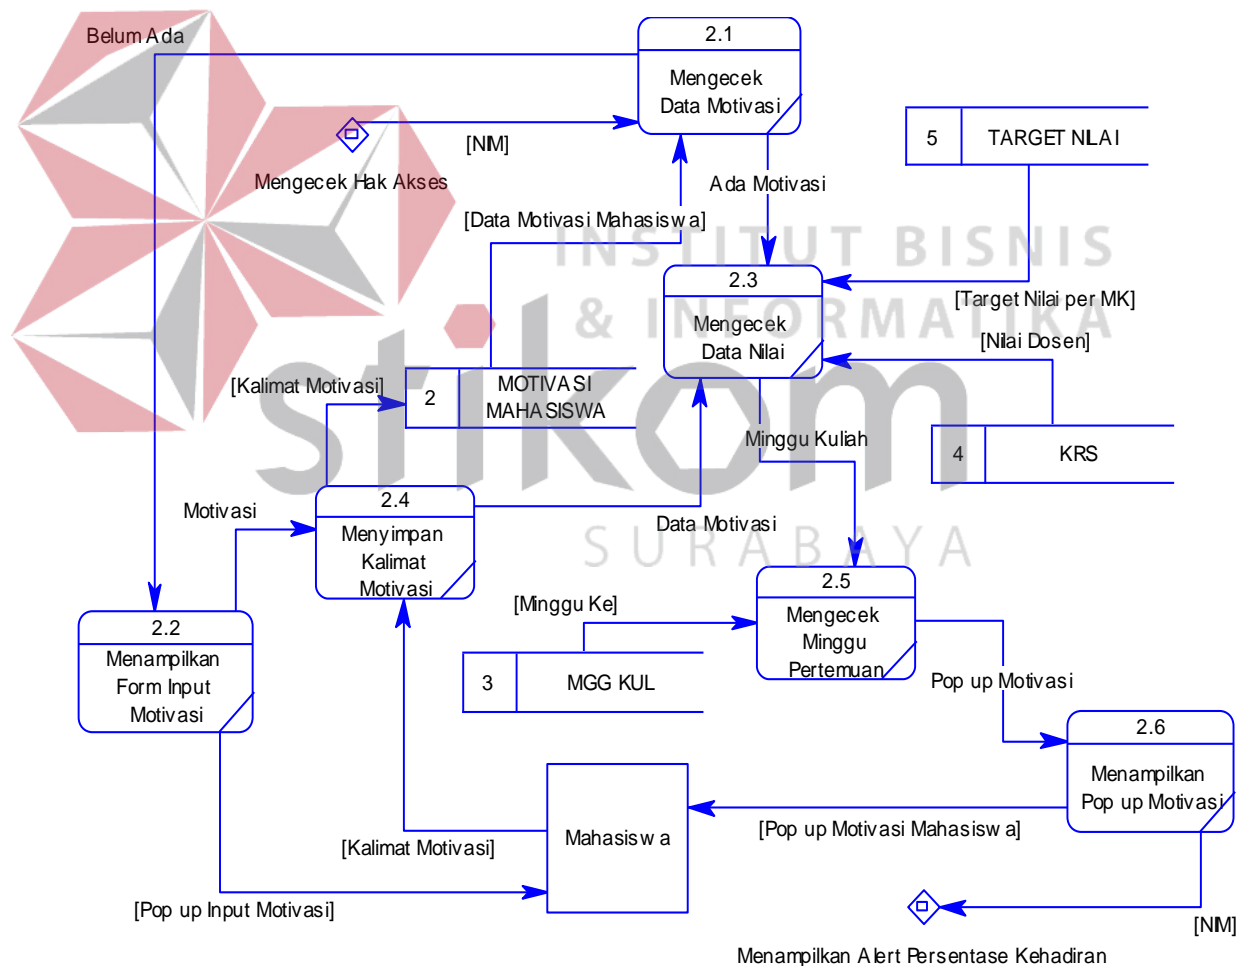 Belum Ada
2.1
Mengecek
Data Motivasi
[NIM]
Mengecek Hak Akses
5
TARGET NILAI
Ada Motivasi
[Data Motivasi Mahasiswa]
INSTITUT BISNIS
& INFORMATIKA
stikom
SURABAYA
2.3
Mengecek
Data Nilai
[Target Nilai per MK]
[Nilai Dosen]
[Kalimat Motivasi]
2
MOTIVASI
MAHASISWA
Minggu Kuliah
4
KRS
Motivasi
2.4
Menyimpan
Kalimat
Motivasi
Data Motivasi
2.5
Mengecek
Minggu
Pertemuan
[Minggu Ke]
2.2
Menampilkan
Form Input
Motivasi
3
MGG KUL
Pop up Motivasi
2.6
Menampilkan
Pop up Motivasi
Mahasiswa
[Pop up Motivasi Mahasiswa]
[Kalimat Motivasi]
[Pop up Input Motivasi]
[NIM]
Menampilkan Alert Persentase Kehadiran